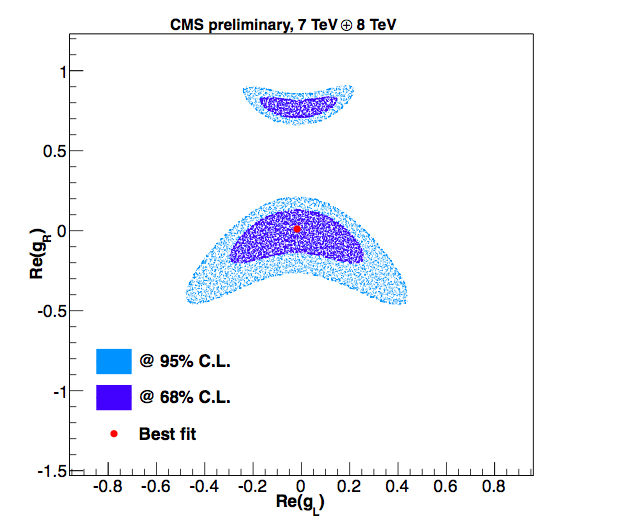 CMS preliminary, 7 TeV ⊕ 8 TeV
1
0.5
0
-0.5
-1
-1.5
Re(g_R)
@ 95% C.L.
@ 68% C.L.
Best fit
-0.8 -0.6 -0.4 -0.2 0 0.2 0.4 0.6 0.8
Re(g_L)